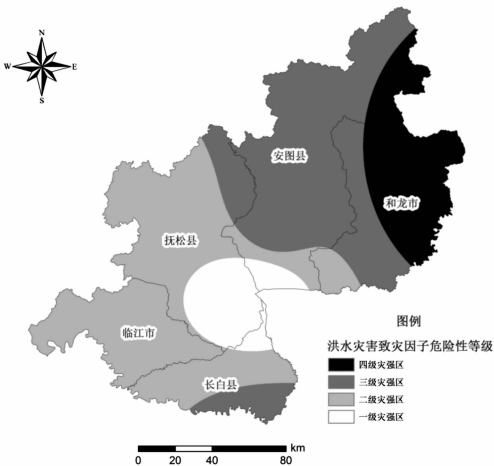 N
W
E
S
安图县
和龙市
抚松县
临江市
长白县
图例
洪水灾害致灾因子危险性等级
四级灾强区
三级灾强区
二级灾强区
一级灾强区
km
0
20
40
80